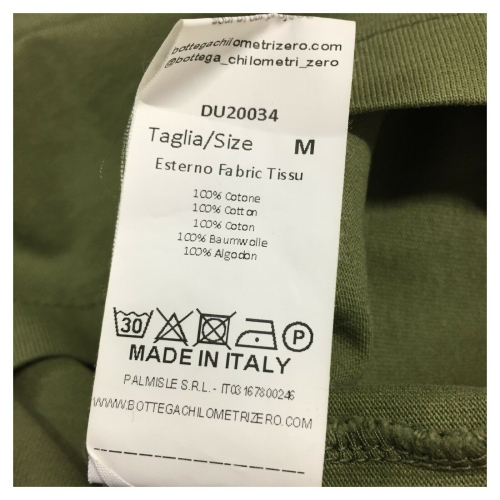 bottegachilometrizero.com
@bottega_chilometri_zero
DU20034
Taglia/Size M
Esterno Fabric Tissu
100% Cotone
100% Cotton
100% Coton
100% Baumwolle
100% Algodon
30 P
MADE IN ITALY
PALMISLE S.R.L. - IT03167800246
WWW.BOTTEGACHILOMETRIZERO.COM